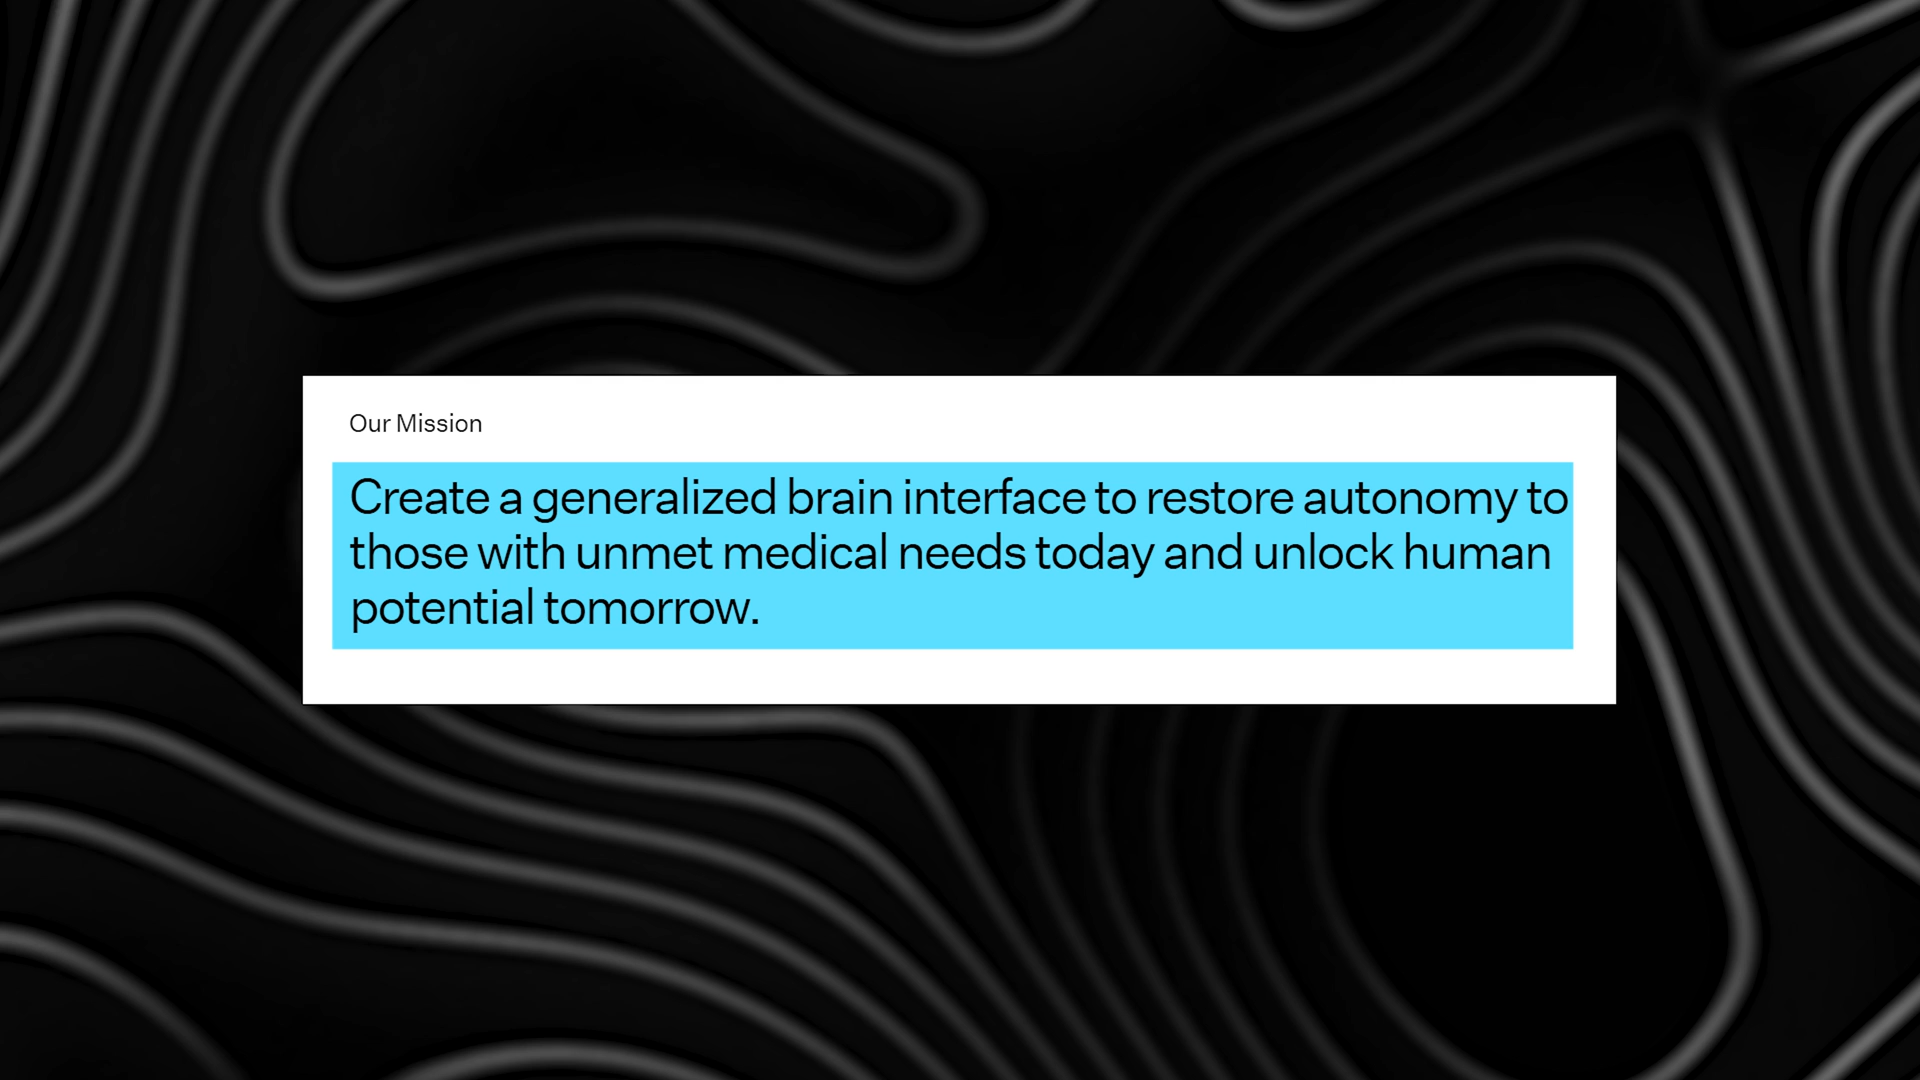 Our Mission
Create a generalized brain interface to restore autonomy to
those with unmet medical needs today and unlock human
potential tomorrow.